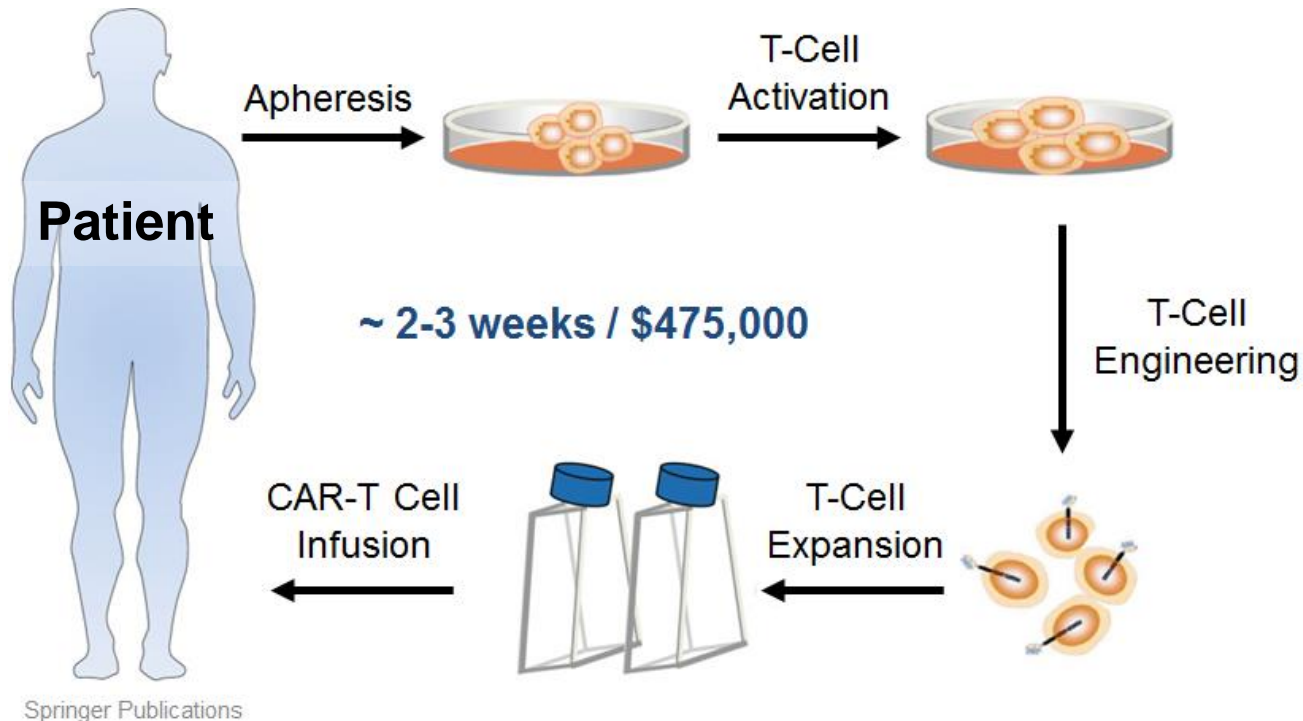 Apheresis
T-Cell
Activation
Patient
~ 2-3 weeks / $475,000
T-Cell
Engineering
CAR-T Cell
Infusion
T-Cell
Expansion
Springer Publications